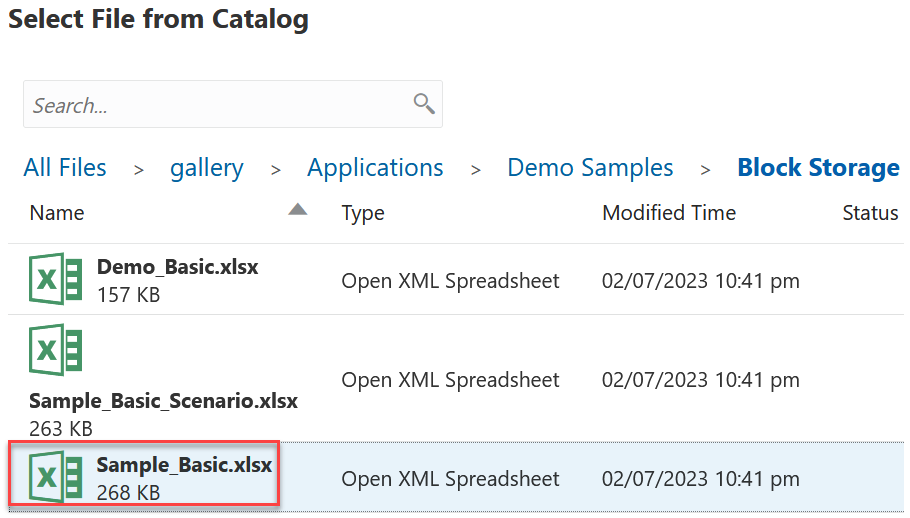 Select File from Catalog
Search...
All Files > gallery > Applications > Demo Samples > Block Storage
Name Type Modified Time Status
Demo_Basic.xlsx
157 KB
Open XML Spreadsheet 02/07/2023 10:41 pm
Sample_Basic_Scenario.xlsx
263 KB
Open XML Spreadsheet 02/07/2023 10:41 pm
Sample_Basic.xlsx
268 KB
Open XML Spreadsheet 02/07/2023 10:41 pm